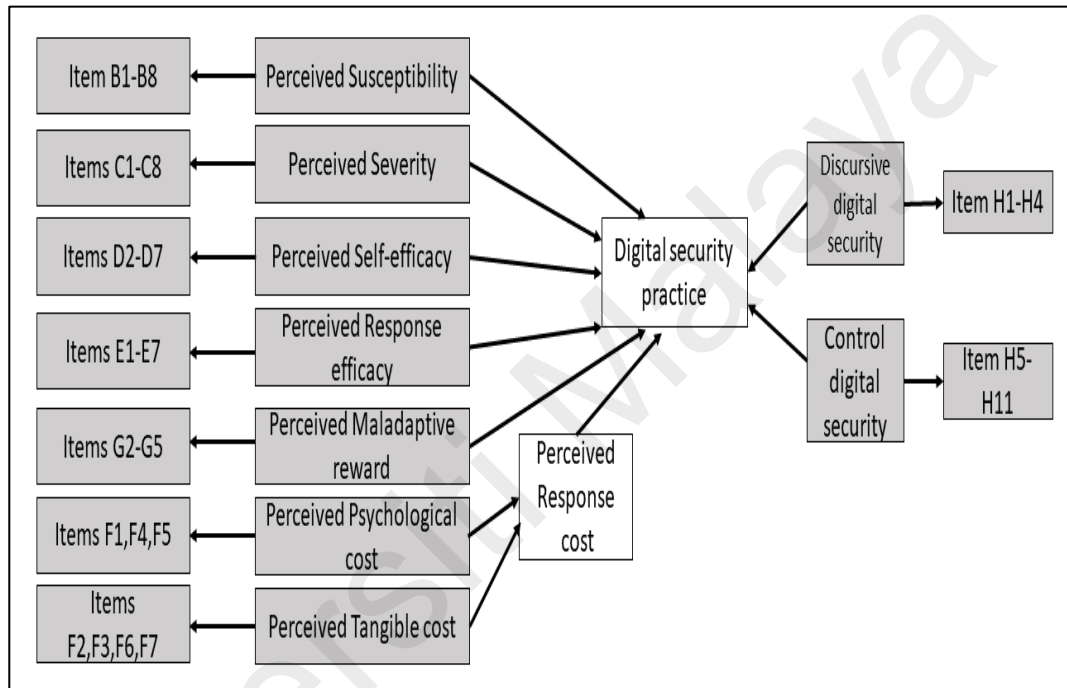 Item B1-B8
Perceived Susceptibility
Items C1-C8
Perceived Severity
Items D2-D7
Perceived Self-efficacy
Items E1-E7
Perceived Response
efficacy
Items G2-G5
Perceived Maladaptive
reward
Items F1,F4,F5
Perceived Psychological
cost
Items
F2,F3,F6,F7
Perceived Tangible cost
Perceived
Response
cost
Digital security
practice
Discursive
digital
security
Item H1-H4
Control
digital
security
Item H5-
H11
ersiti Malaya